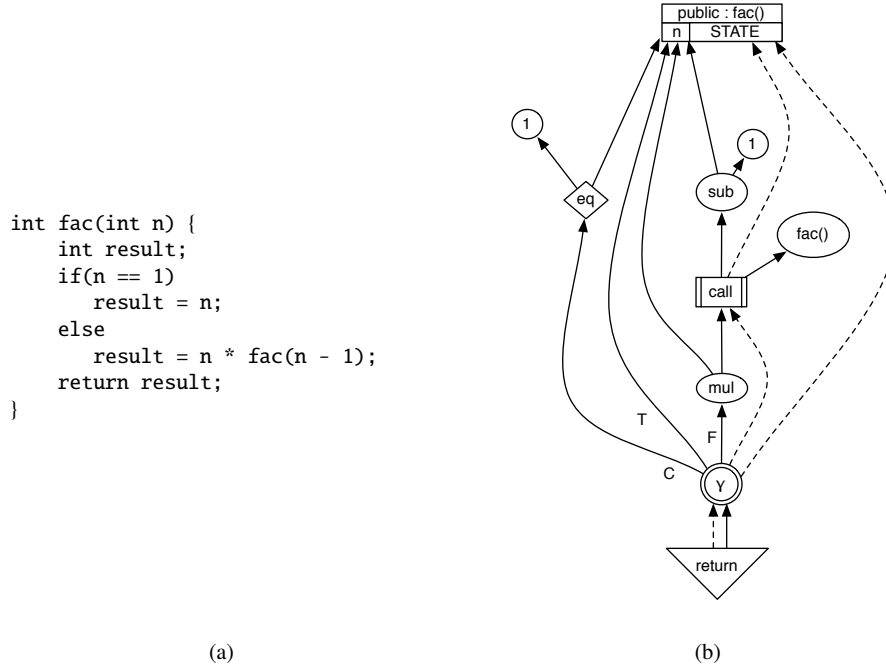 int fac(int n) {
int result;
if(n == 1)
result = n;
else
result = n * fac(n - 1);
return result;
}
(a)
public : fac()
n STATE
1
1
eq
sub
fac()
call
mul
T
F
C
γ
return
(b)